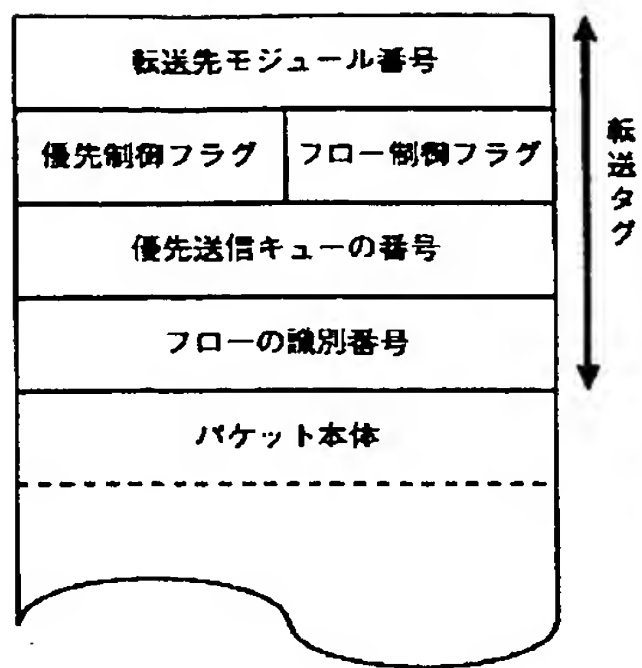 転送先モジュール番号
優先制御フラグ
フロー制御フラグ
優先送信キューの番号
フローの識別番号
パケット本体
転送タグ